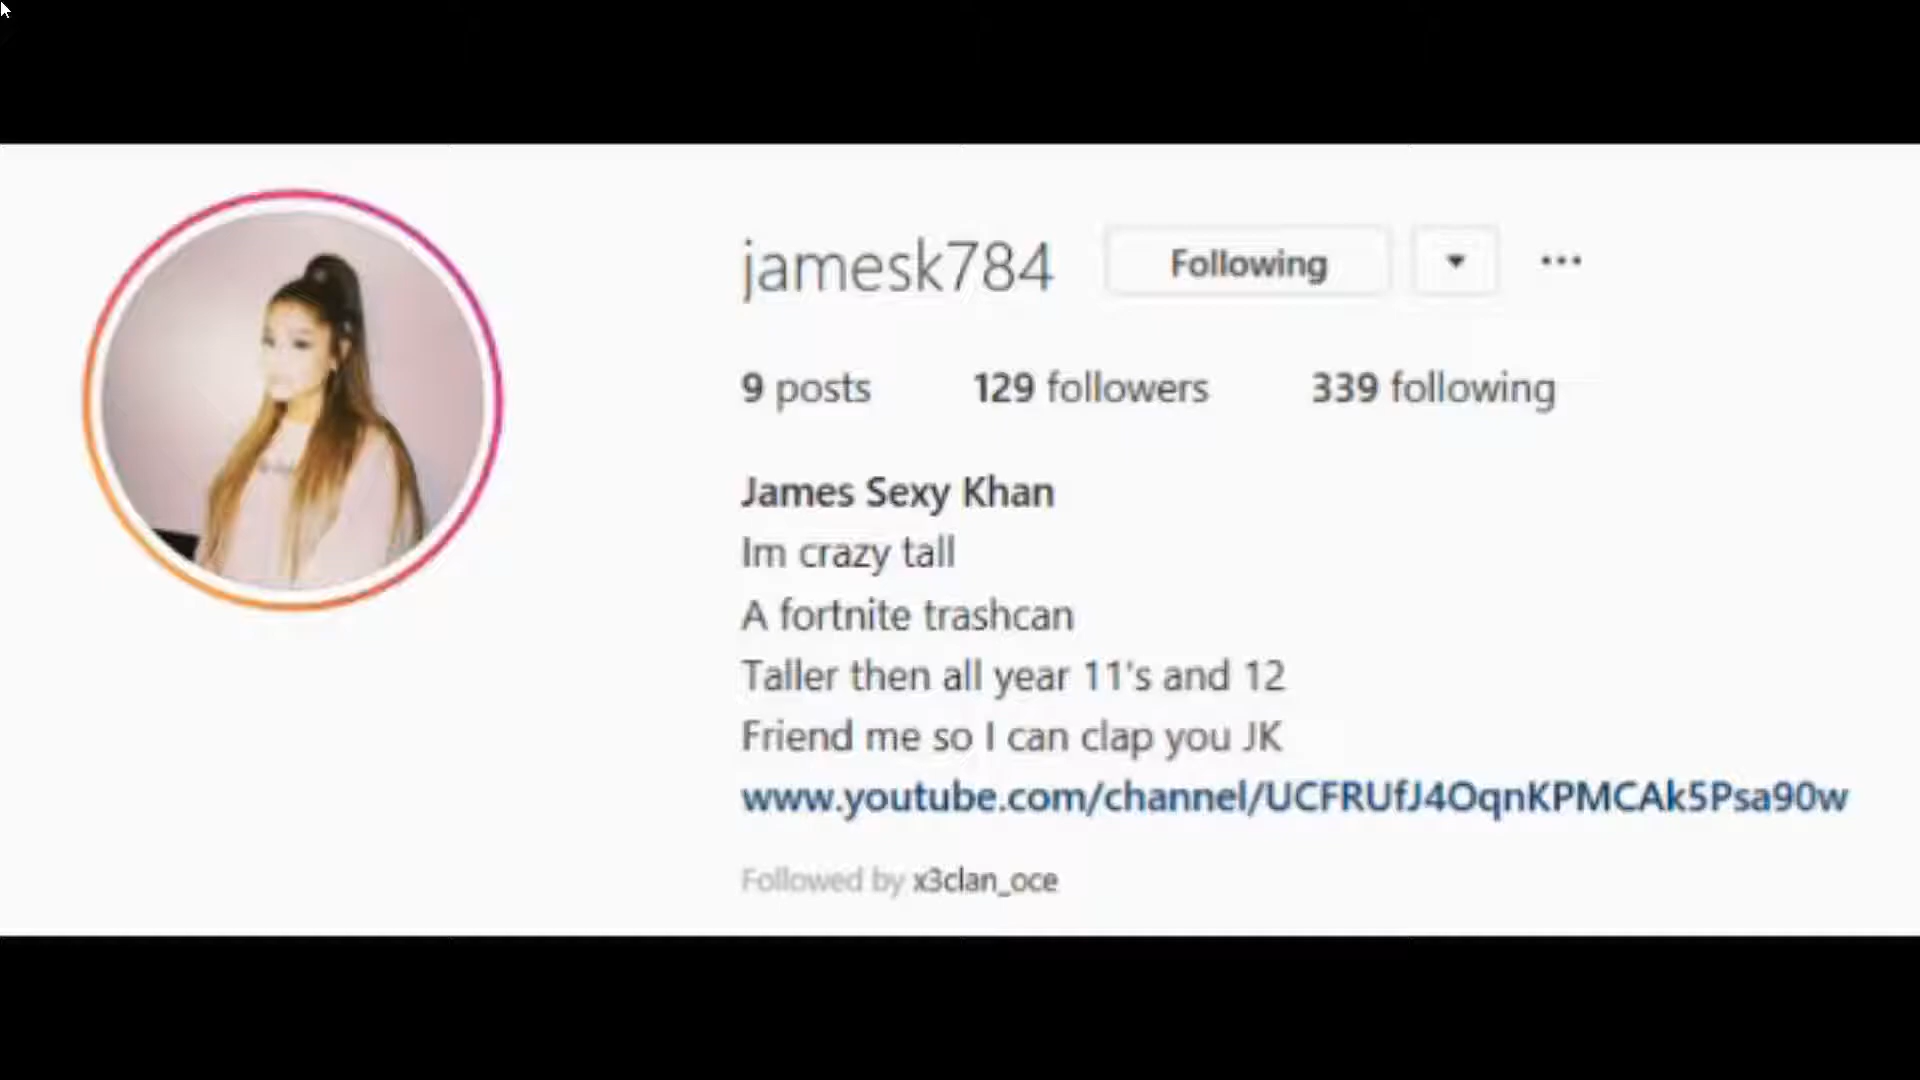 jamesk784 Following
9 posts 129 followers 339 following
James Sexy Khan
Im crazy tall
A fortnite trashcan
Taller then all year 11's and 12
Friend me so I can clap you JK
www.youtube.com/channel/UCFRUfJ4OqnKPMCAk5Psa90w
Followed by x3clan_oce